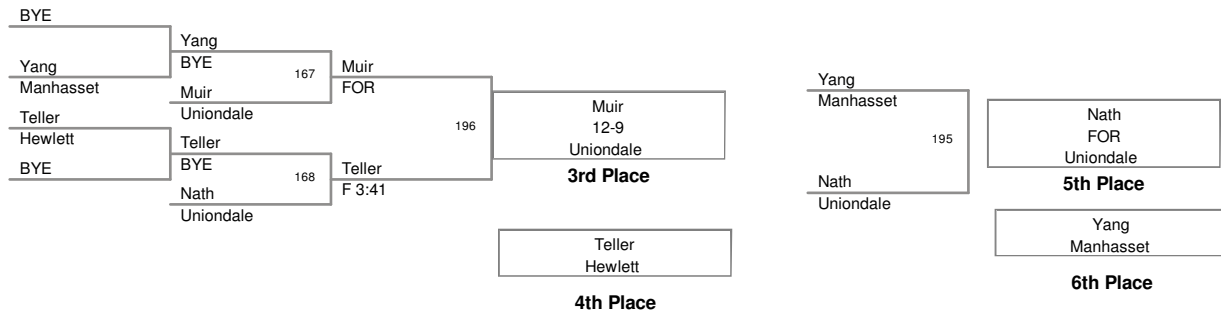 BYE
Yang
Manhasset
Teller
Hewlett
BYE
Yang
BYE
167
Muir
Uniondale
Teller
BYE
168
Nath
Uniondale
Muir
FOR
196
Teller
F 3:41
Muir
12-9
Uniondale
3rd Place
Teller
Hewlett
4th Place
Yang
Manhasset
195
Nath
Uniondale
Nath
FOR
Uniondale
5th Place
Yang
Manhasset
6th Place